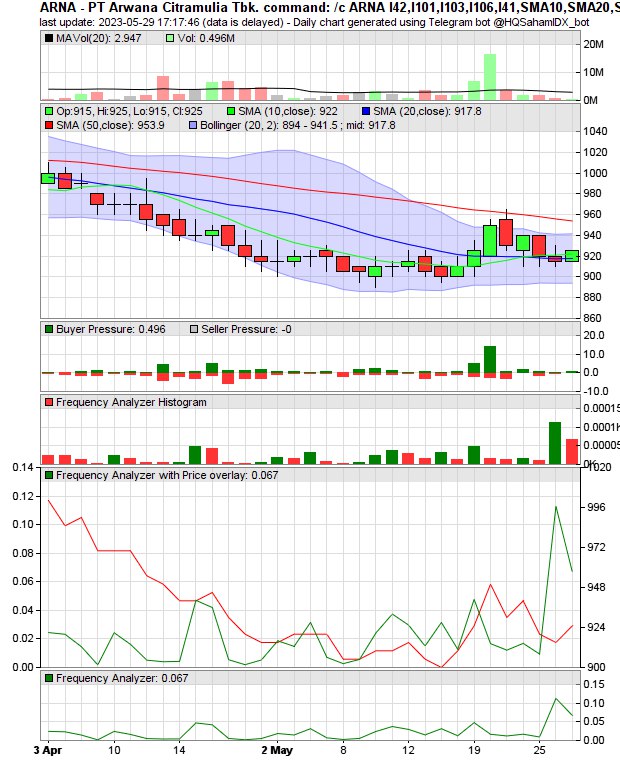 ARNA - PT Arwana Citramulia Tbk. command: /c ARNA I42,I101,I103,I106,I41,SMA10,SMA20,S
last update: 2023-05-29 17:17:46 (data is delayed) - Daily chart generated using Telegram bot @HQSahamIDX_bot
MAVol(20): 2.947 Vol: 0.496M
20M
10M
0M
Op:915, Hi:925, Lo:915, Cl:925 SMA (10,close): 922 SMA (20,close): 917.8
SMA (50,close): 953.9 Bollinger (20, 2): 894 - 941.5 ; mid: 917.8
1040
1020
1000
980
960
940
920
900
880
860
Buyer Pressure: 0.496 Seller Pressure: -0
20.0
10.0
0.0
-10.0
Frequency Analyzer Histogram
0.00015
0.0001
0.00005
0K
0.14 Frequency Analyzer with Price overlay: 0.067 1020
0.12 996
0.10
0.08 972
0.06
0.04 948
0.02 924
0.00 900
Frequency Analyzer: 0.067
0.15
0.10
0.05
0.00
3 Apr 10 14 2 May 8 12 19 25